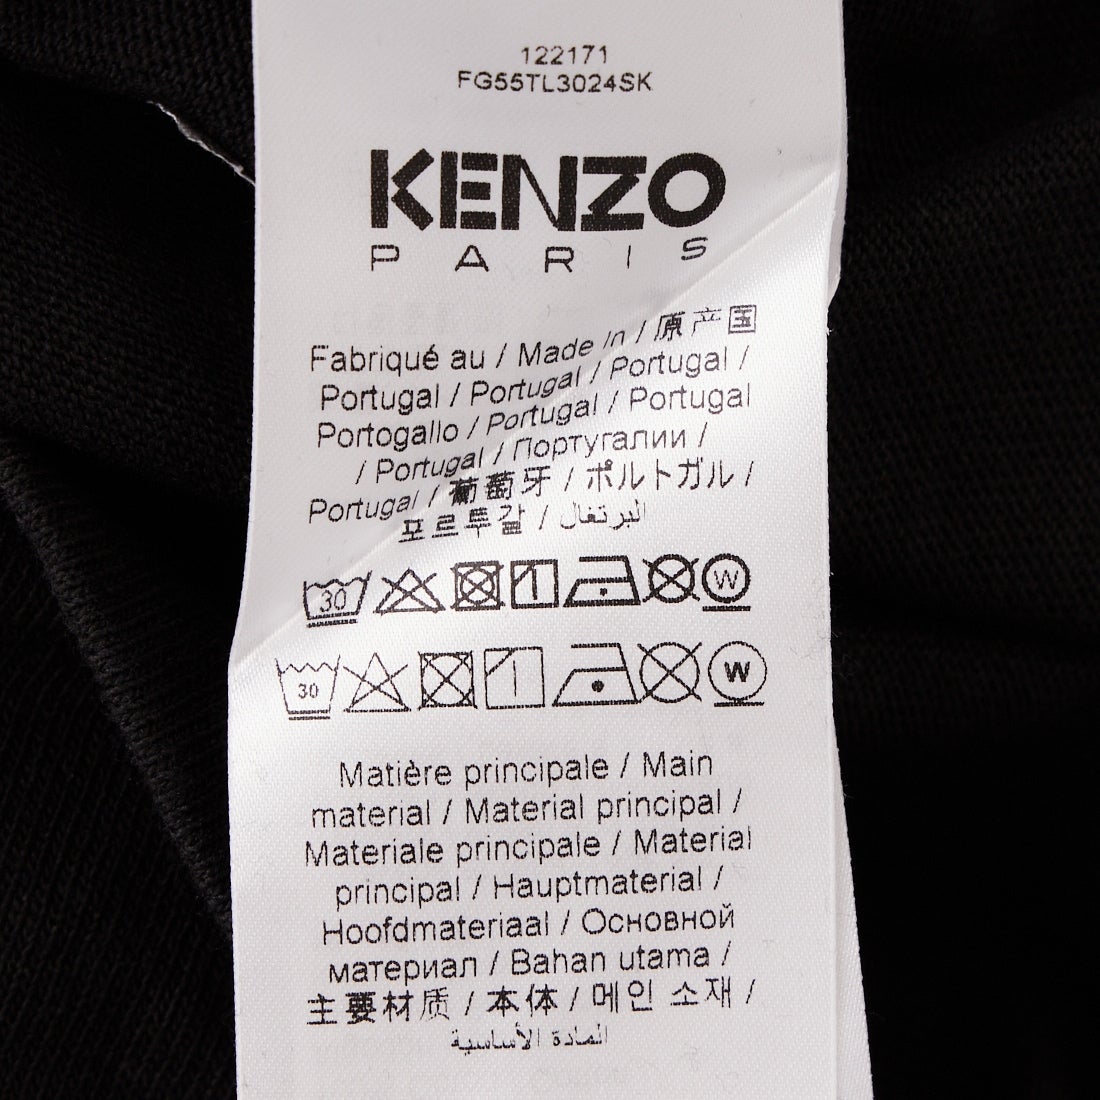 122171
FG55TL3024SK
KENZO
PARIS
Fabriqué au / Made in / 原产国
Portugal / Portugal / Portugal /
Portogallo / Portugal / Portugal
/ Portugal / Португалии /
Portugal / 葡萄牙 / ポルトガル /
포르투갈 / البرتغال
30 1 W
30 1 W
Matière principale / Main
material / Material principal /
Materiale principale / Material
principal / Hauptmaterial /
Hoofdmateriaal / Основной
материал / Bahan utama /
主要材质 / 本体 / 메인 소재 /
المادة الأساسية